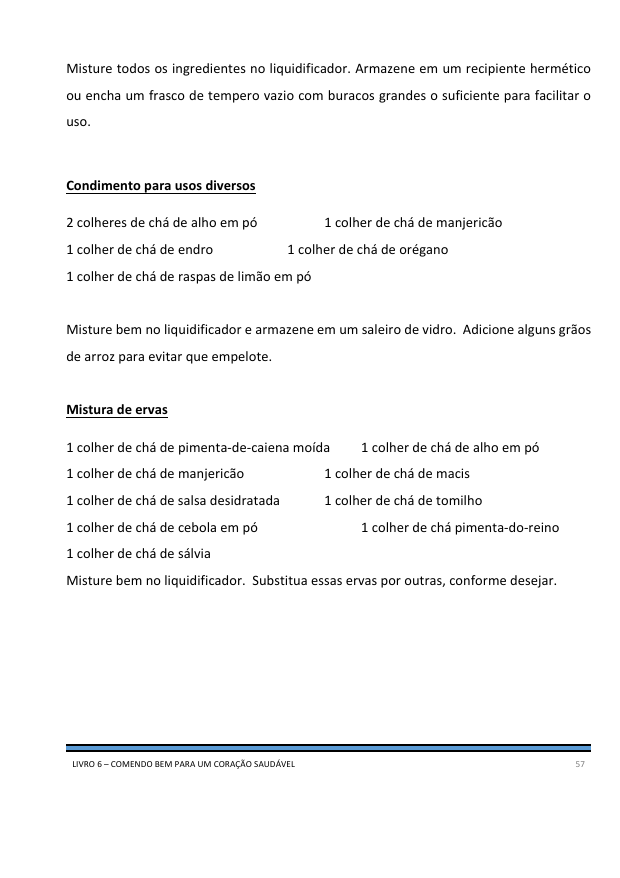 Misture todos os ingredientes no liquidificador. Armazene em um recipiente hermético
ou encha um frasco de tempero vazio com buracos grandes o suficiente para facilitar o
uso.
Condimento para usos diversos
2 colheres de chá de alho em pó 1 colher de chá de manjericão
1 colher de chá de endro 1 colher de chá de orégano
1 colher de chá de raspas de limão em pó
Misture bem no liquidificador e armazene em um saleiro de vidro. Adicione alguns grãos
de arroz para evitar que empelote.
Mistura de ervas
1 colher de chá de pimenta-de-caiena moída 1 colher de chá de alho em pó
1 colher de chá de manjericão 1 colher de chá de macis
1 colher de chá de salsa desidratada 1 colher de chá de tomilho
1 colher de chá de cebola em pó 1 colher de chá pimenta-do-reino
1 colher de chá de sálvia
Misture bem no liquidificador. Substitua essas ervas por outras, conforme desejar.
LIVRO 6 – COMENDO BEM PARA UM CORAÇÃO SAUDÁVEL 57